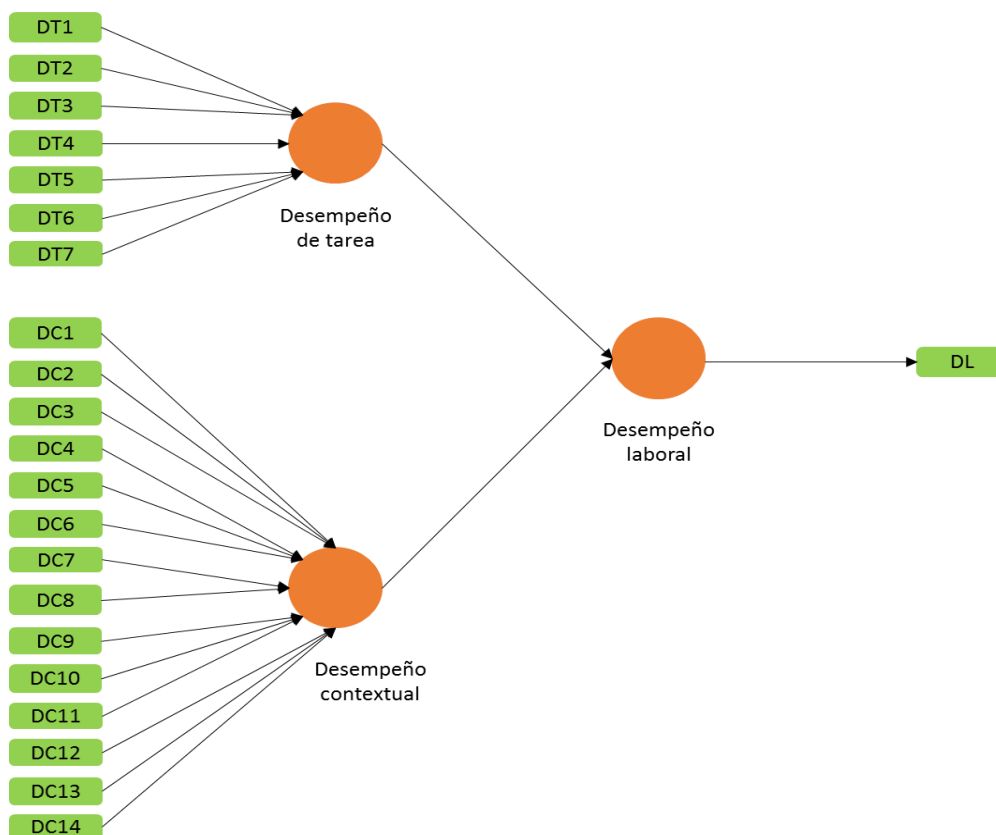 DT1
DT2
DT3
DT4
DT5
DT6
DT7
Desempeño
de tarea
DC1
DC2
DC3
DC4
DC5
DC6
DC7
DC8
DC9
DC10
DC11
DC12
DC13
DC14
Desempeño
contextual
Desempeño
laboral
DL